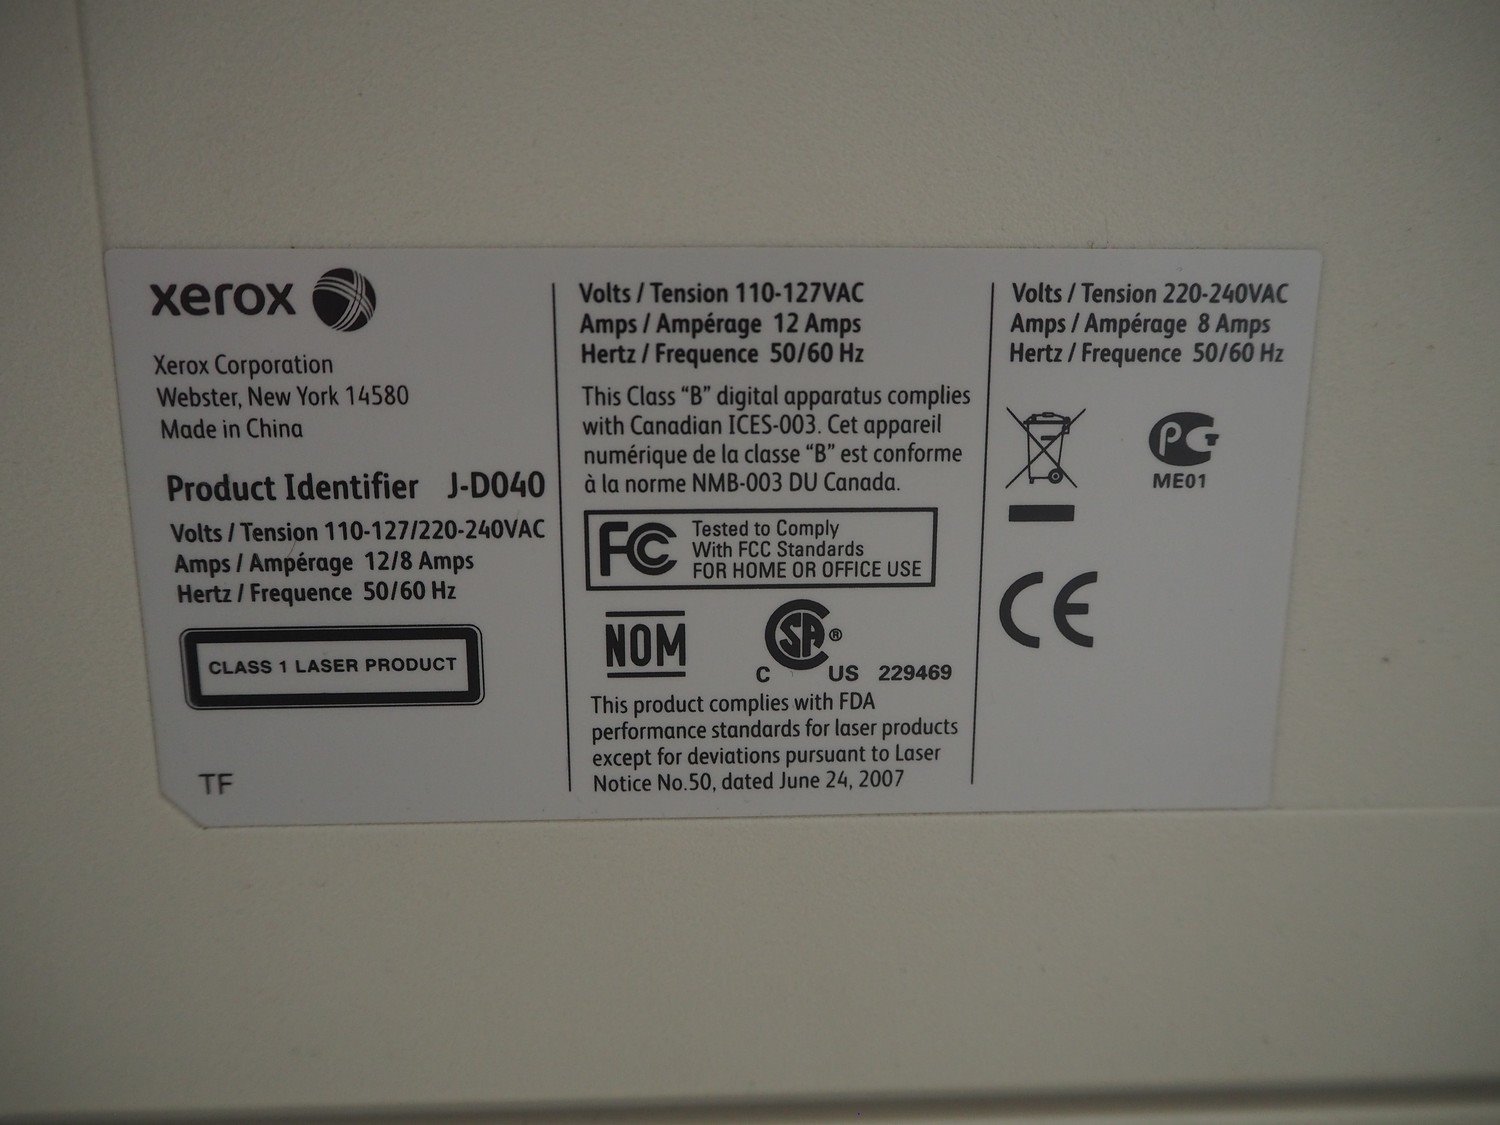 xerox
Xerox Corporation
Webster, New York 14580
Made in China
Product Identifier J-D040
Volts / Tension 110-127/220-240VAC
Amps / Ampérage 12/8 Amps
Hertz / Frequence 50/60 Hz
CLASS 1 LASER PRODUCT
TF
Volts / Tension 110-127VAC
Amps / Ampérage 12 Amps
Hertz / Frequence 50/60 Hz
This Class “B” digital apparatus complies
with Canadian ICES-003. Cet appareil
numérique de la classe “B” est conforme
à la norme NMB-003 DU Canada.
FC Tested to Comply
With FCC Standards
FOR HOME OR OFFICE USE
NOM
C SA® US 229469
This product complies with FDA
performance standards for laser products
except for deviations pursuant to Laser
Notice No.50, dated June 24, 2007
Volts / Tension 220-240VAC
Amps / Ampérage 8 Amps
Hertz / Frequence 50/60 Hz
PG
ME01
CE